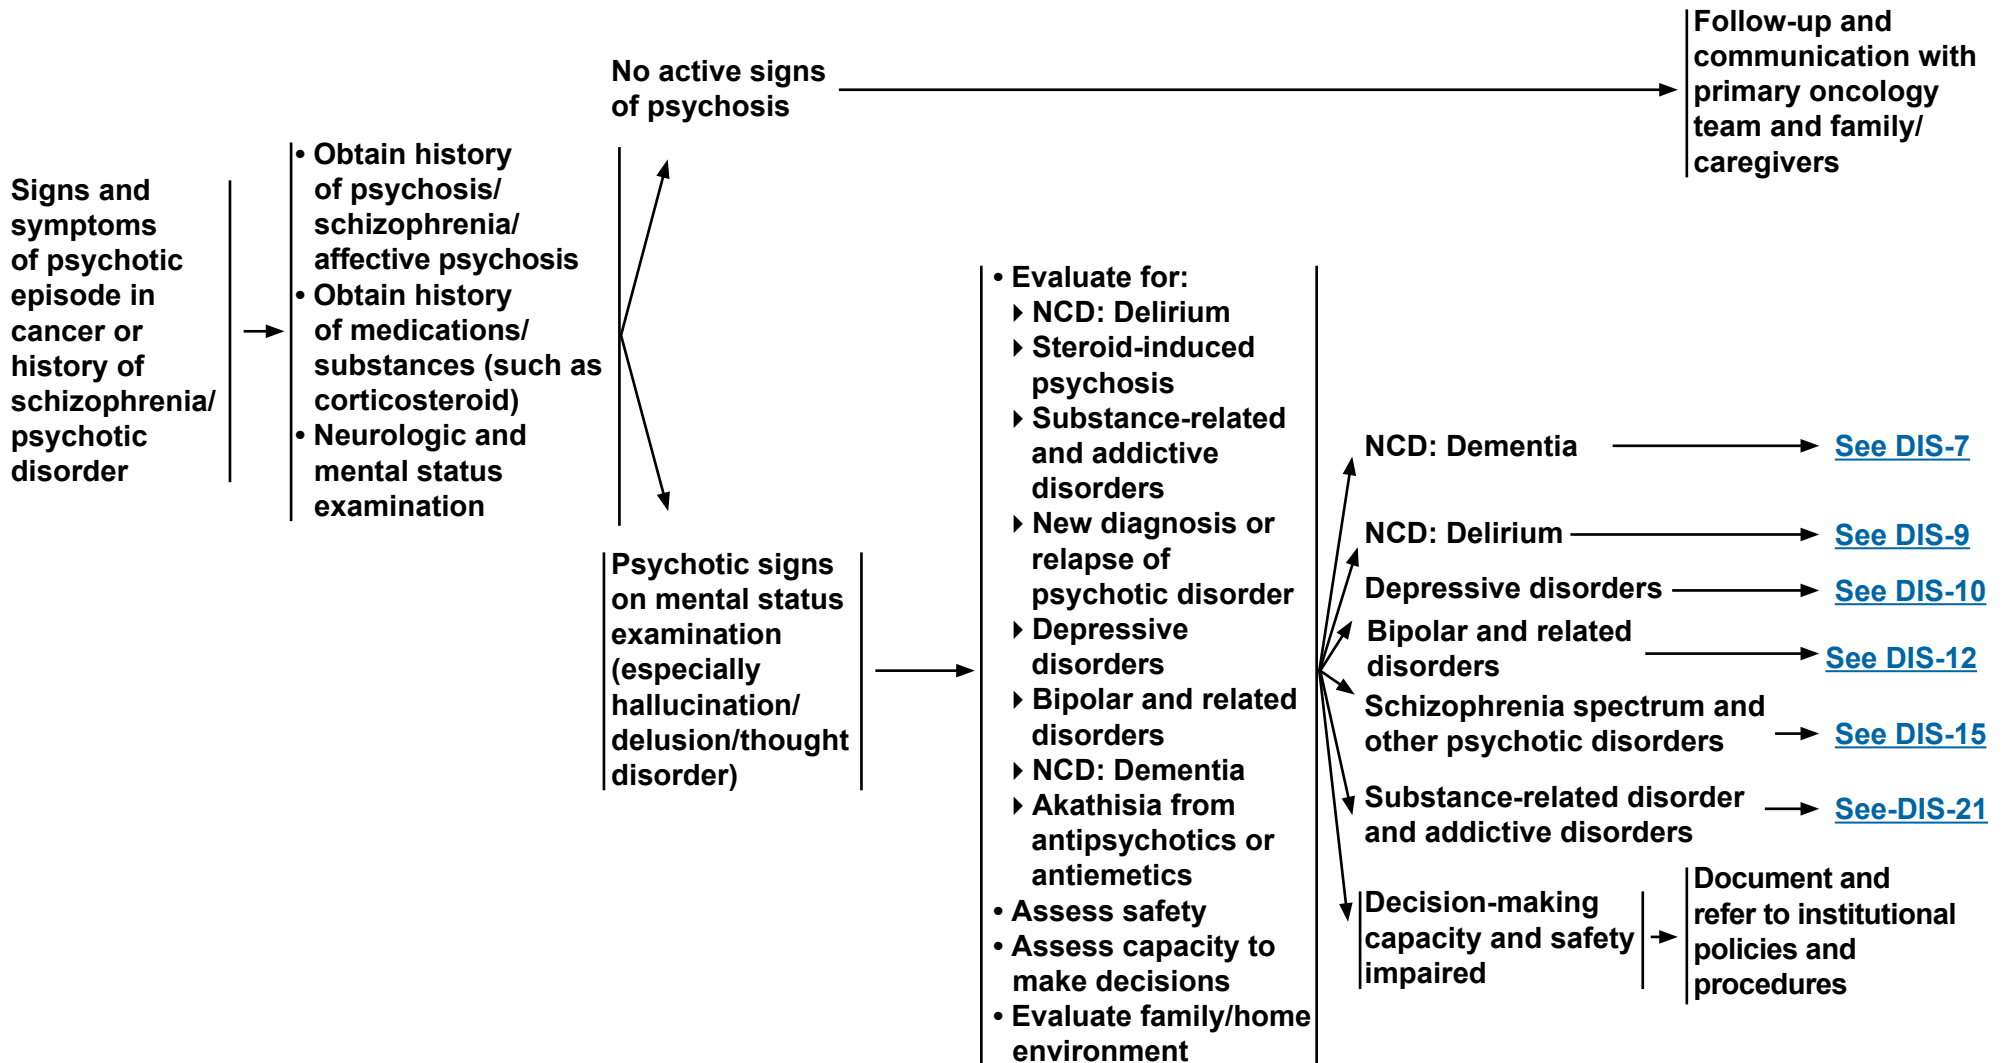 Signs and
symptoms
of psychotic
episode in
cancer or
history of
schizophrenia/
psychotic
disorder
• Obtain history
of psychosis/
schizophrenia/
affective psychosis
• Obtain history
of medications/
substances (such as
corticosteroid)
• Neurologic and
mental status
examination
No active signs
of psychosis
Follow-up and
communication with
primary oncology
team and family/
caregivers
Psychotic signs
on mental status
examination
(especially
hallucination/
delusion/thought
disorder)
• Evaluate for:
NCD: Delirium
Steroid-induced
psychosis
Substance-related
and addictive
disorders
New diagnosis or
relapse of
psychotic disorder
Depressive
disorders
Bipolar and related
disorders
NCD: Dementia
Akathisia from
antipsychotics or
antiemetics
• Assess safety
• Assess capacity to
make decisions
• Evaluate family/home
environment
NCD: Dementia
See DIS-7
NCD: Delirium
See DIS-9
Depressive disorders
See DIS-10
Bipolar and related
disorders
See DIS-12
Schizophrenia spectrum and
other psychotic disorders
See DIS-15
Substance-related disorder
and addictive disorders
See-DIS-21
Decision-making
capacity and safety
impaired
Document and
refer to institutional
policies and
procedures